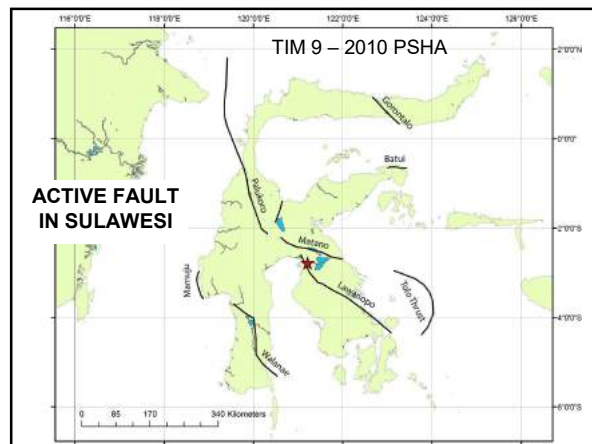 116°0'0"E 118°0'0"E 120°0'0"E 122°0'0"E 124°0'0"E 126°0'0"E
TIM 9 – 2010 PSHA
2°0'0"N
Gorontalo
0°0'0"
Batui
ACTIVE FAULT
IN SULAWESI
Palukoro
2°0'0"S
Matano
Mamuju
Lawanopo
Tolo Thrust
4°0'0"S
Walanae
0 85 170 340 Kilometers
6°0'0"S